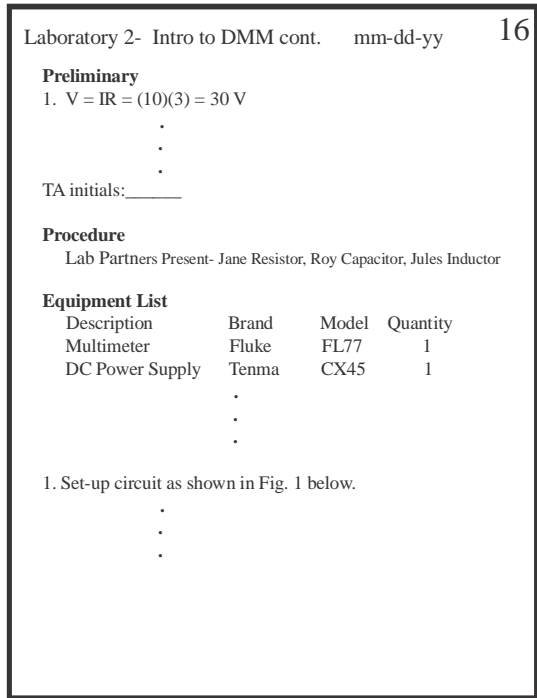 Laboratory 2- Intro to DMM cont. mm-dd-yy 16
Preliminary
1. V = IR = (10)(3) = 30 V
.
.
.
TA initials:______
Procedure
Lab Partners Present- Jane Resistor, Roy Capacitor, Jules Inductor
Equipment List
Description Brand Model Quantity
Multimeter Fluke FL77 1
DC Power Supply Tenma CX45 1
.
.
.
1. Set-up circuit as shown in Fig. 1 below.
.
.
.